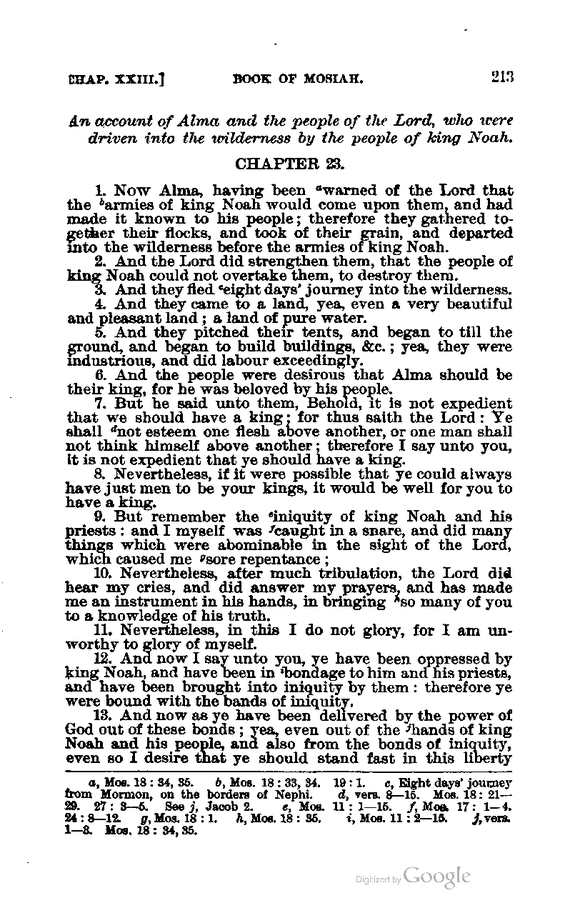 CHAP. XXIII.] BOOK OF MOSIAH. 213
An account of Alma and the people of the Lord, who were
driven into the wilderness by the people of king Noah.
CHAPTER 23.
1. Now Alma, having been ᵃwarned of the Lord that
the ᵇarmies of king Noah would come upon them, and had
made it known to his people; therefore they gathered to-
gether their flocks, and took of their grain, and departed
into the wilderness before the armies of king Noah.
2. And the Lord did strengthen them, that the people of
king Noah could not overtake them, to destroy them.
3. And they fled ᶜeight days' journey into the wilderness.
4. And they came to a land, yea, even a very beautiful
and pleasant land; a land of pure water.
5. And they pitched their tents, and began to till the
ground, and began to build buildings, &c.; yea, they were
industrious, and did labour exceedingly.
6. And the people were desirous that Alma should be
their king, for he was beloved by his people.
7. But he said unto them, Behold, it is not expedient
that we should have a king; for thus saith the Lord: Ye
shall ᵈnot esteem one flesh above another, or one man shall
not think himself above another; therefore I say unto you,
it is not expedient that ye should have a king.
8. Nevertheless, if it were possible that ye could always
have just men to be your kings, it would be well for you to
have a king.
9. But remember the ᵉiniquity of king Noah and his
priests: and I myself was ᶠcaught in a snare, and did many
things which were abominable in the sight of the Lord,
which caused me ᵍsore repentance;
10. Nevertheless, after much tribulation, the Lord did
hear my cries, and did answer my prayers, and has made
me an instrument in his hands, in bringing ʰso many of you
to a knowledge of his truth.
11. Nevertheless, in this I do not glory, for I am un-
worthy to glory of myself.
12. And now I say unto you, ye have been oppressed by
king Noah, and have been in ⁱbondage to him and his priests,
and have been brought into iniquity by them: therefore ye
were bound with the bands of iniquity.
13. And now as ye have been delivered by the power of
God out of these bonds; yea, even out of the ʲhands of king
Noah and his people, and also from the bonds of iniquity,
even so I desire that ye should stand fast in this liberty
a, Mos. 18: 34, 35. b, Mos. 18: 33, 34. 19: 1. c, Eight days' journey
from Mormon, on the borders of Nephi. d, vers. 8—15. Mos. 18: 21—
29. 27: 3—5. See j, Jacob 2. e, Mos. 11: 1—15. f, Mos. 17: 1—4.
24: 8—12. g, Mos. 18: 1. h, Mos. 18: 35. i, Mos. 11: 2—15. j, vers.
1—3. Mos. 18: 34, 35.
Digitized by Google